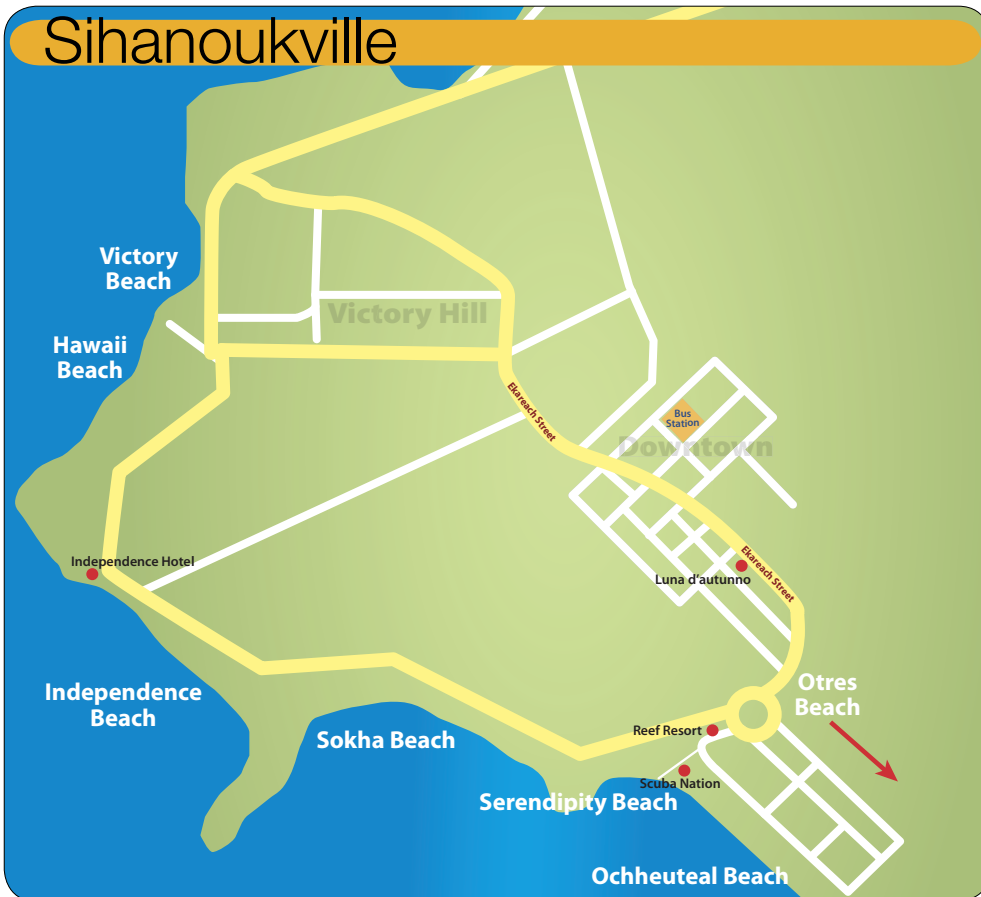 Sihanoukville
Victory
Beach
Victory Hill
Hawaii
Beach
Ekareach Street
Bus
Station
Downtown
Independence Hotel
Ekareach Street
Luna d'autunno
Independence
Beach
Otres
Beach
Sokha Beach
Reef Resort
Scuba Nation
Serendipity Beach
Ochheuteal Beach